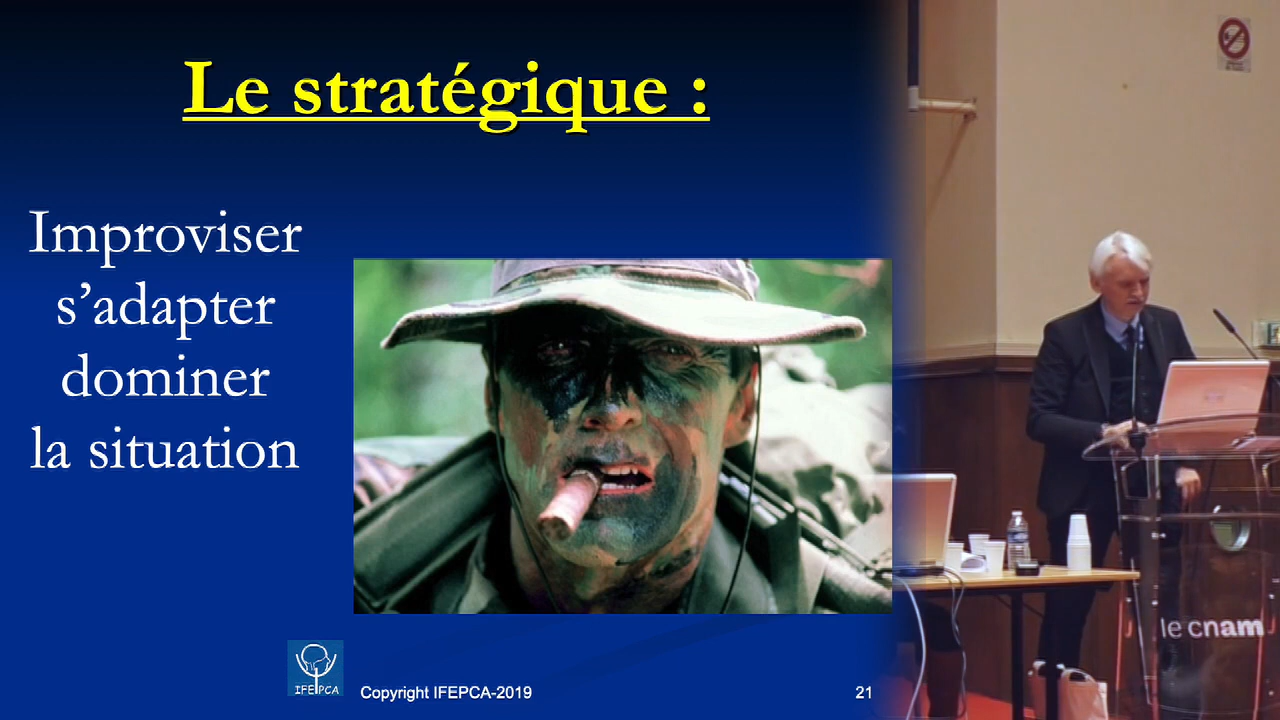 Le stratégique :
Improviser
s’adapter
dominer
la situation
IFEPCA
Copyright IFEPCA-2019
21
le cnam